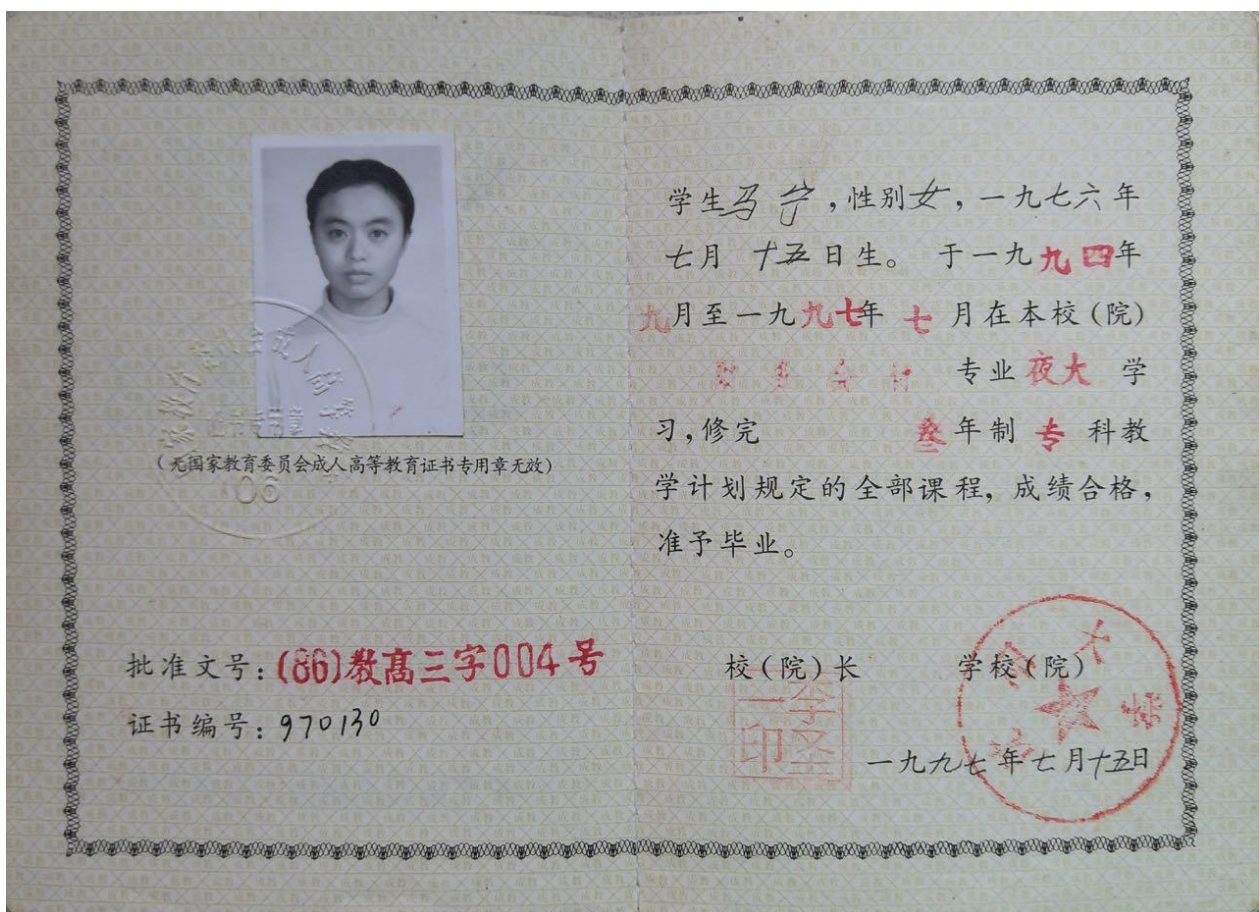 (无国家教育委员会成人高等教育证书专用章无效)
批准文号:(86)教高三字004号
证书编号:970130
学生马宁,性别女,一九七六年
七月十五日生。于一九九四年
九月至一九九七年七月在本校(院)
专业夜大学
习,修完叁年制专科教
学计划规定的全部课程,成绩合格,
准予毕业。
校(院)长 学校(院)
一九九七年七月十五日